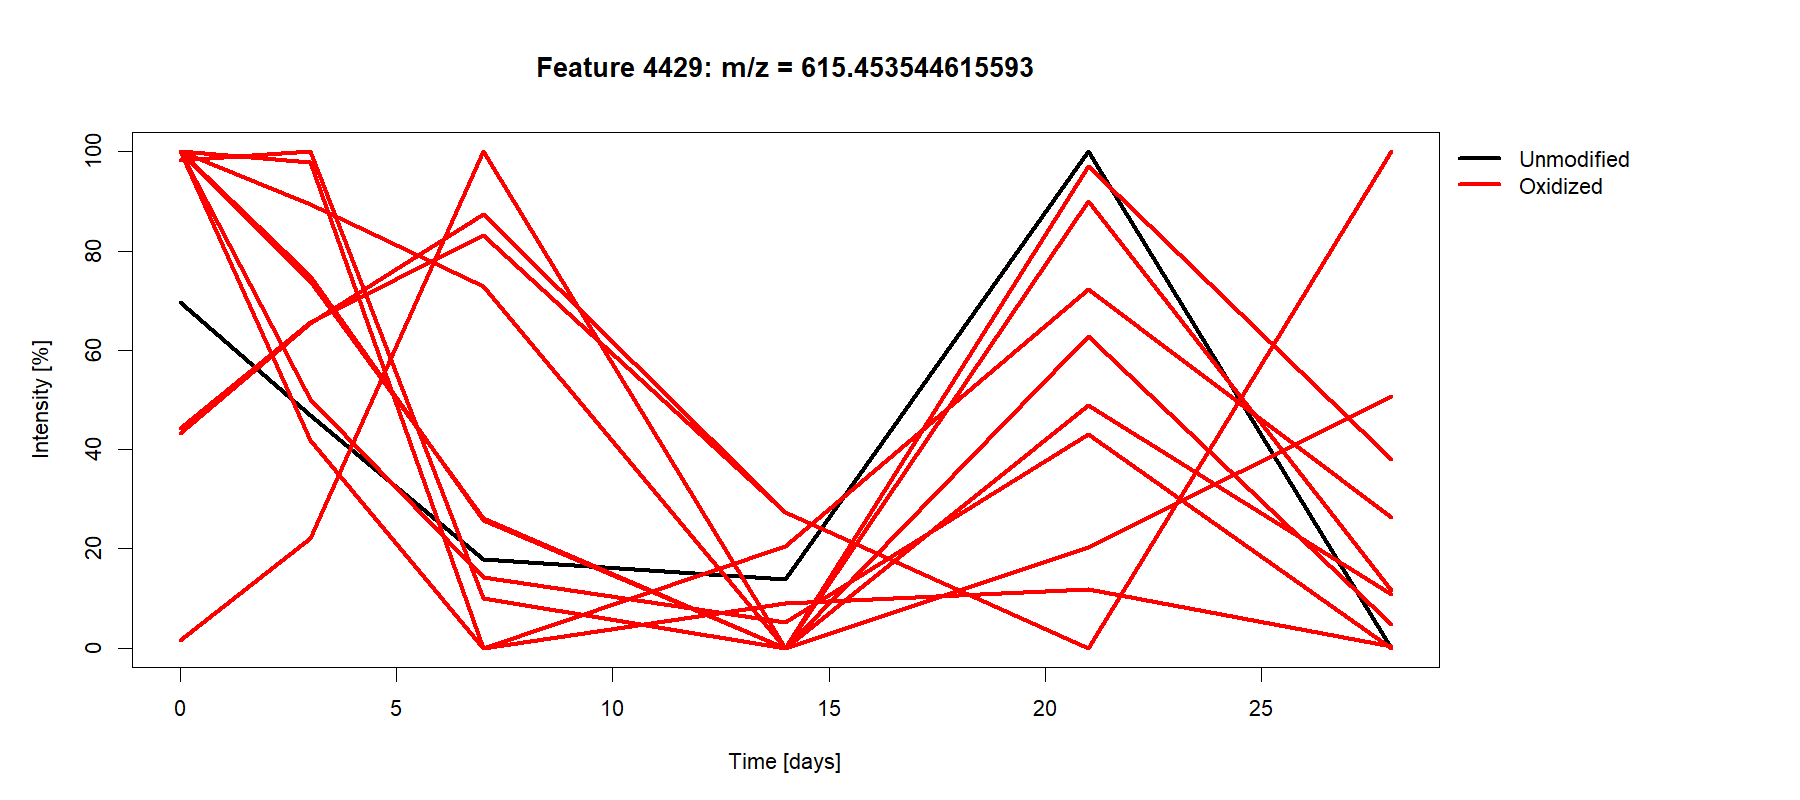 Feature 4429: m/z = 615.453544615593
Unmodified
Oxidized
Intensity [%]
100
80
60
40
20
0
0 5 10 15 20 25
Time [days]